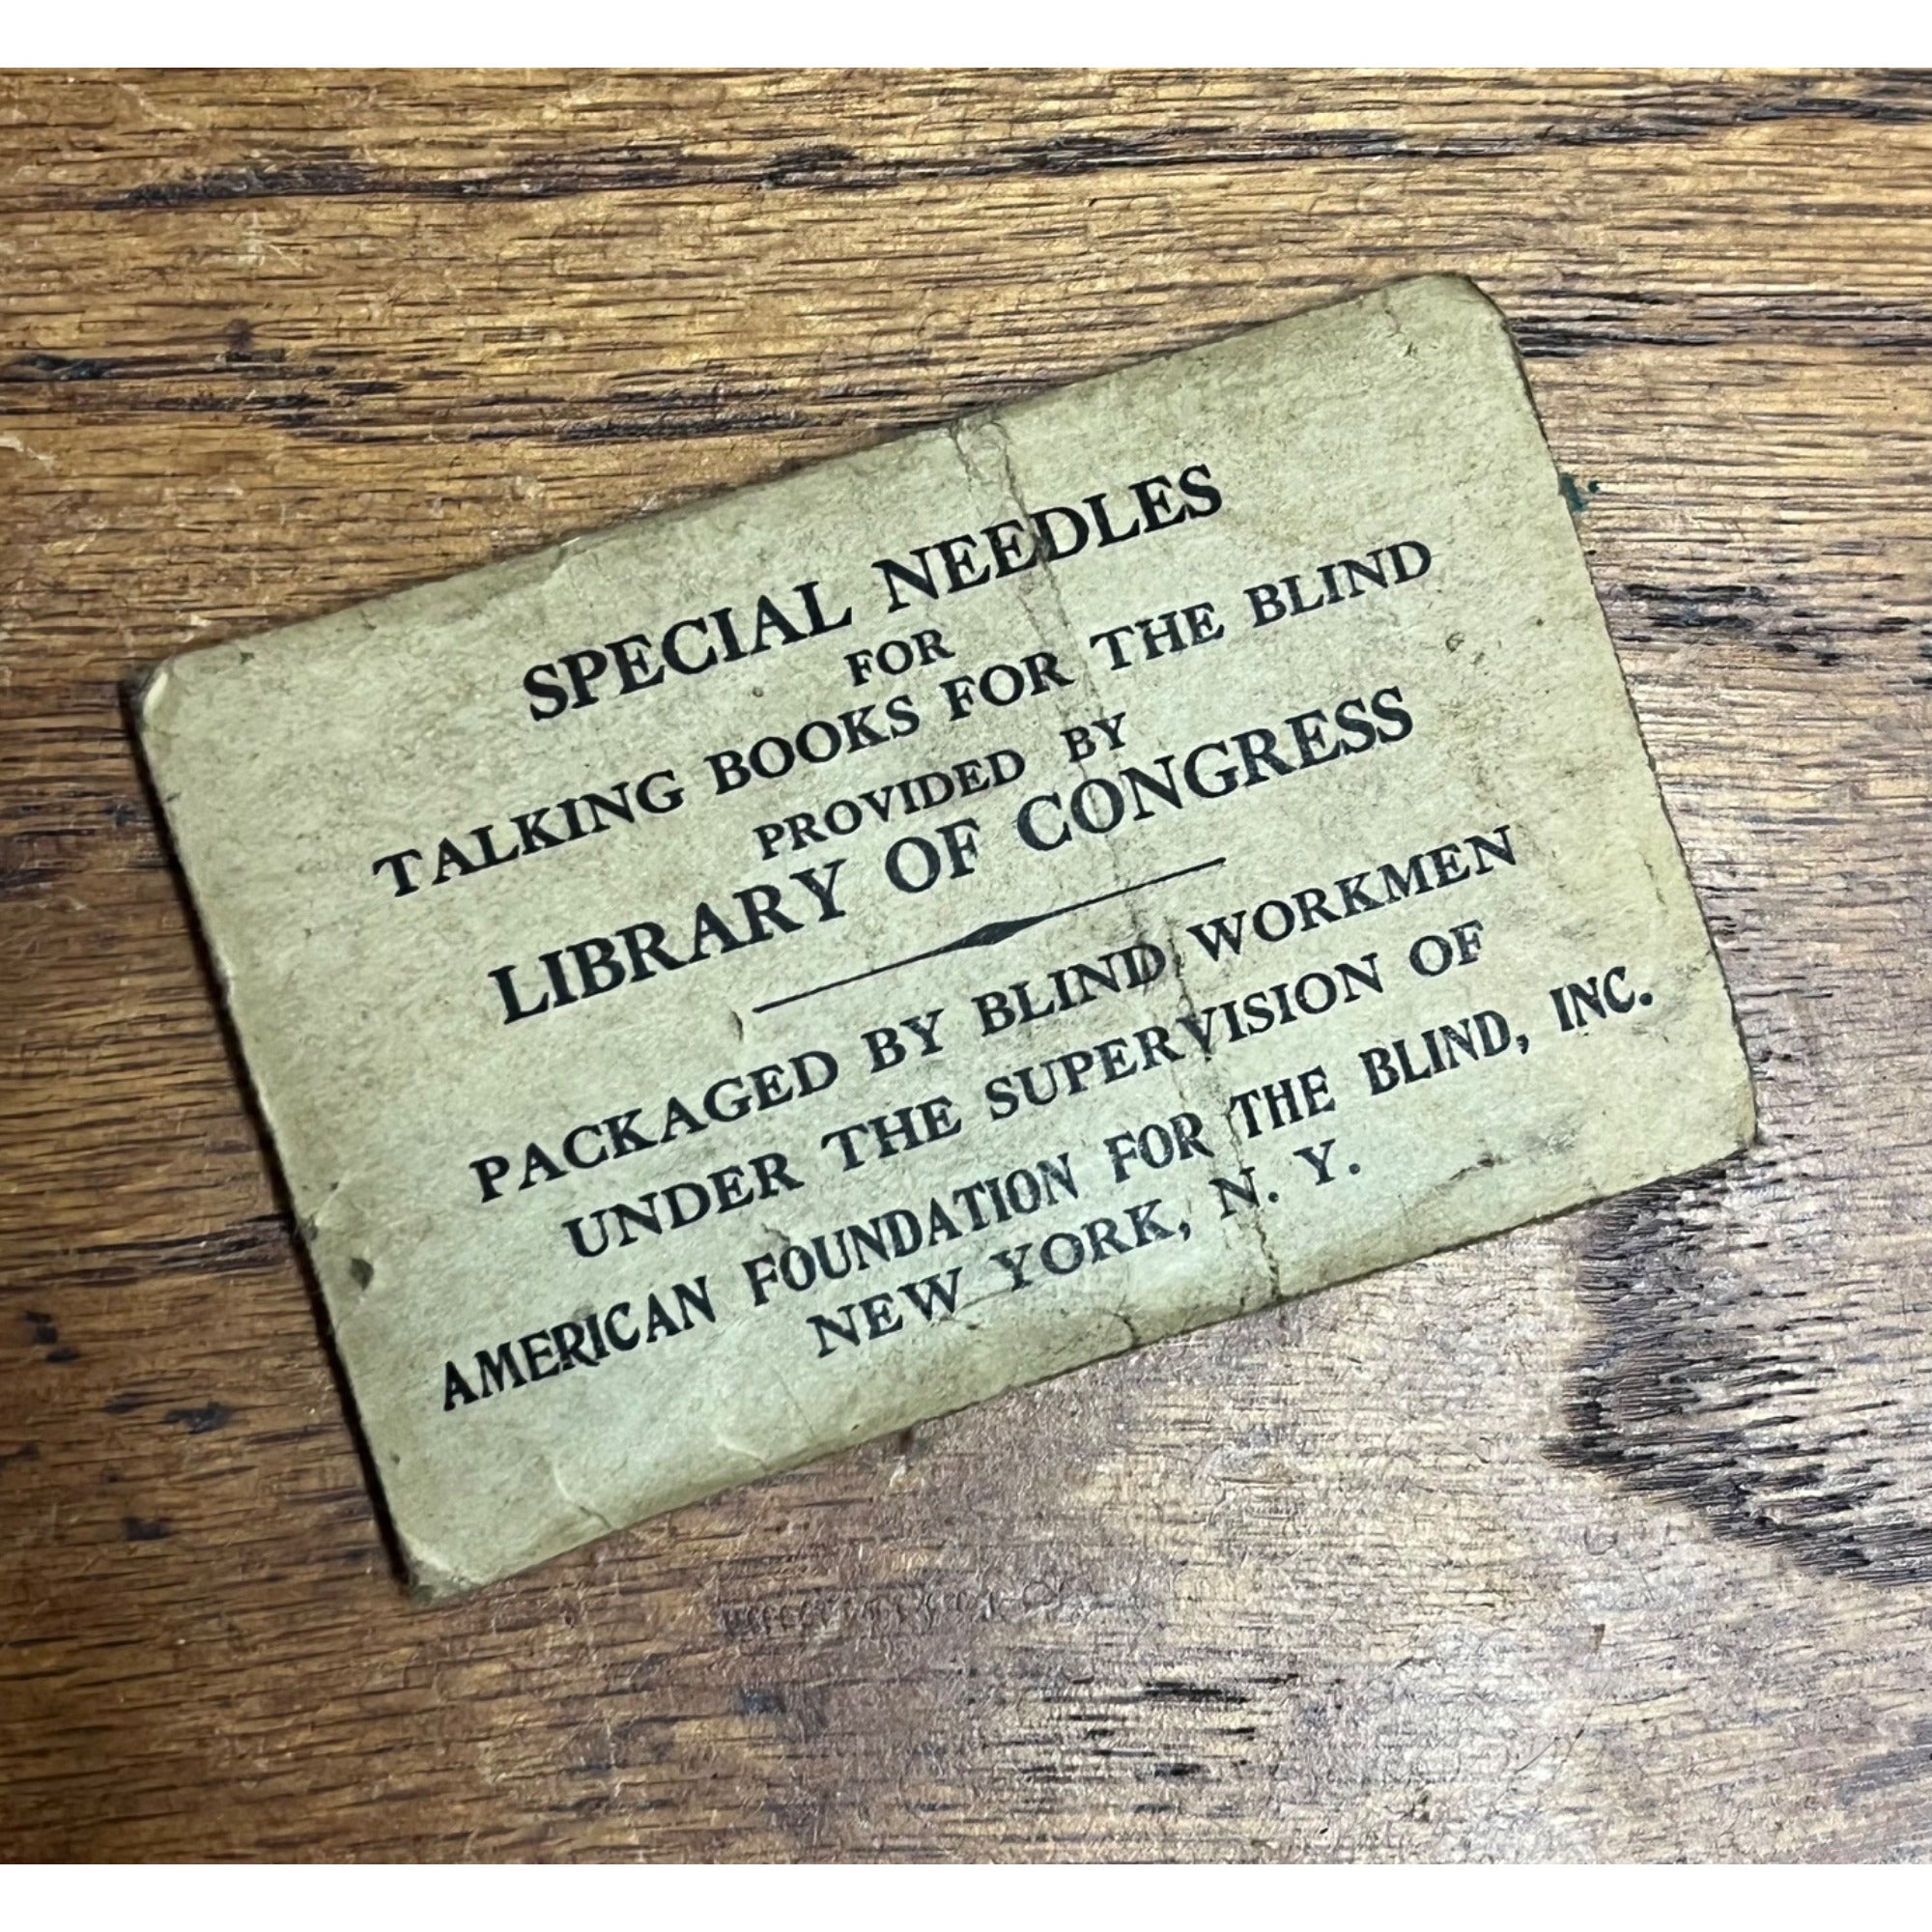 SPECIAL NEEDLES
FOR
TALKING BOOKS FOR THE BLIND
PROVIDED BY
LIBRARY OF CONGRESS
PACKAGED BY BLIND WORKMEN
UNDER THE SUPERVISION OF
AMERICAN FOUNDATION FOR THE BLIND, INC.
NEW YORK, N. Y.